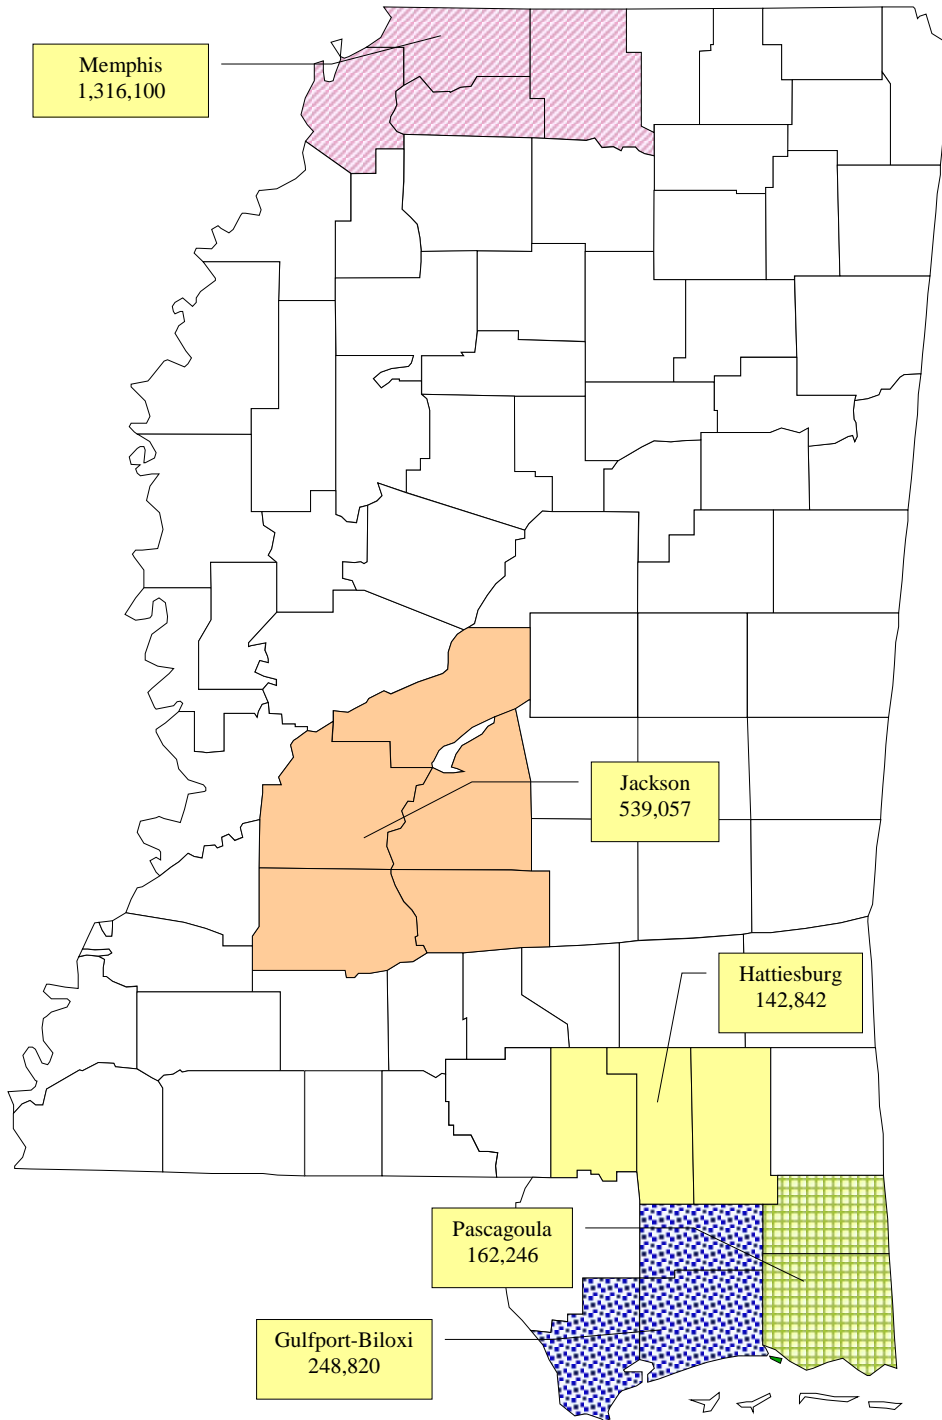 Memphis
1,316,100
Jackson
539,057
Hattiesburg
142,842
Pascagoula
162,246
Gulfport-Biloxi
248,820